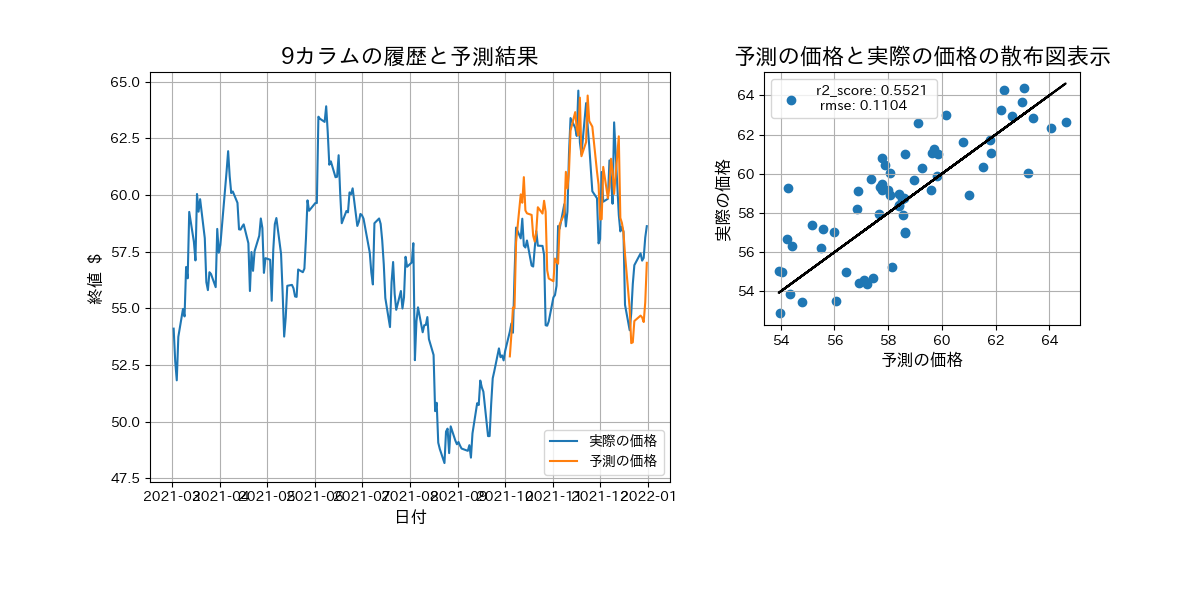 9カラムの履歴と予測結果
65.0
62.5
60.0
57.5
55.0
52.5
50.0
47.5
終値 $
2021-03 2021-04 2021-05 2021-06 2021-07 2021-08 2021-09 2021-10 2021-11 2021-12 2022-01
日付
実際の価格
予測の価格
予測の価格と実際の価格の散布図表示
r2_score: 0.5521
rmse: 0.1104
64
62
60
58
56
54
実際の価格
54 56 58 60 62 64
予測の価格